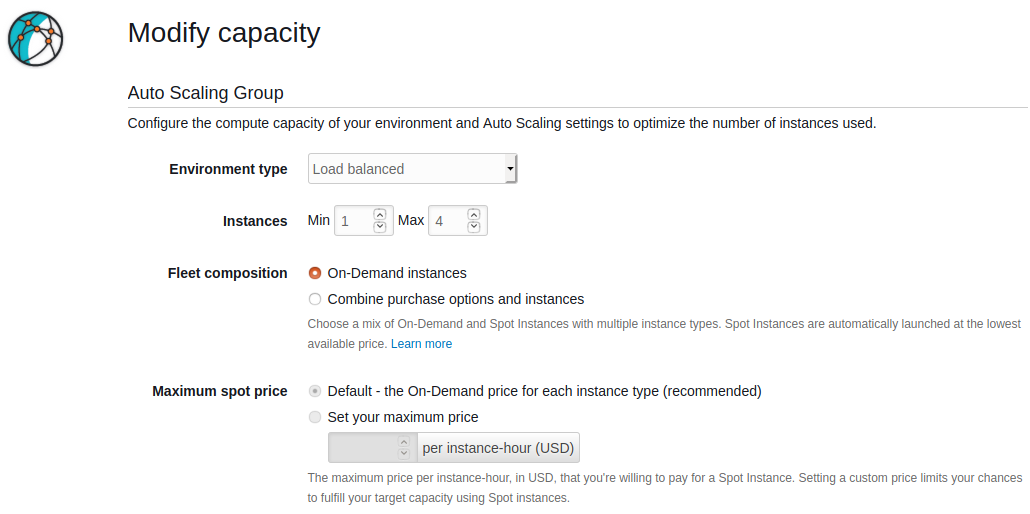 Modify capacity
Auto Scaling Group
Configure the compute capacity of your environment and Auto Scaling settings to optimize the number of instances used.
Environment type Load balanced
Instances Min 1 Max 4
Fleet composition On-Demand instances
Combine purchase options and instances
Choose a mix of On-Demand and Spot Instances with multiple instance types. Spot Instances are automatically launched at the lowest
available price. Learn more
Maximum spot price Default - the On-Demand price for each instance type (recommended)
Set your maximum price
per instance-hour (USD)
The maximum price per instance-hour, in USD, that you're willing to pay for a Spot Instance. Setting a custom price limits your chances
to fulfill your target capacity using Spot instances.